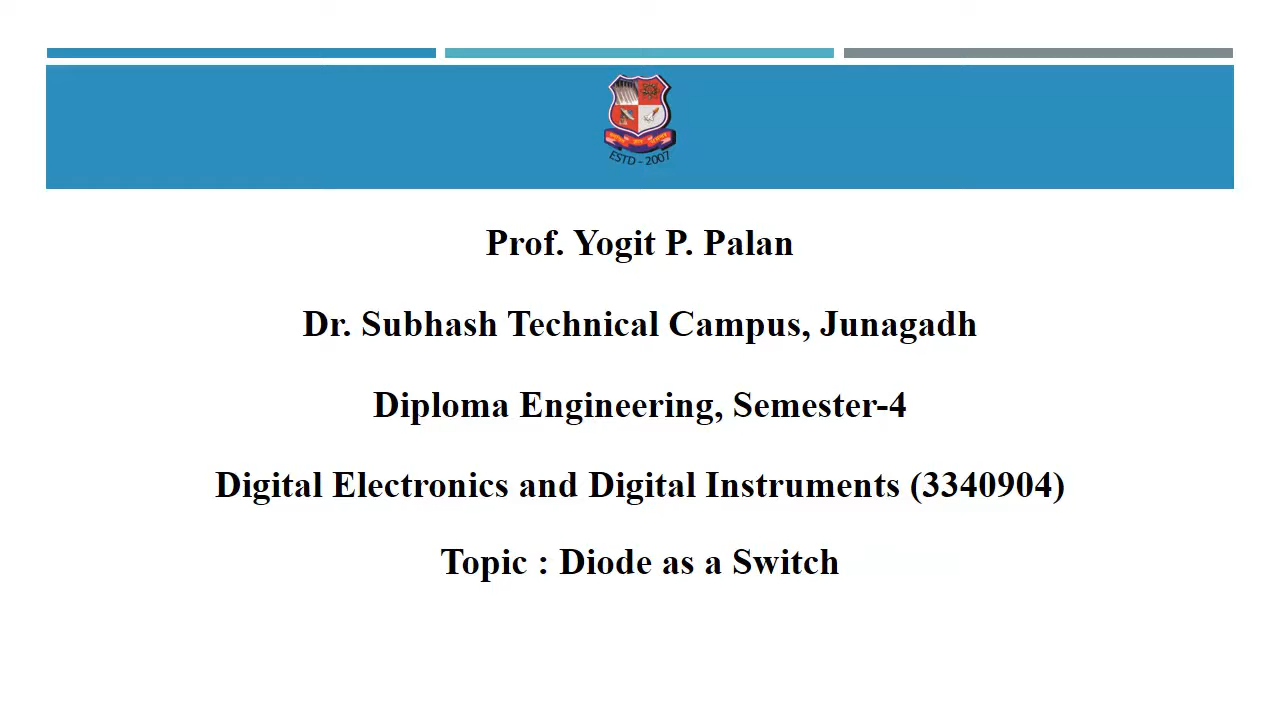 ESTD - 2007
Prof. Yogit P. Palan
Dr. Subhash Technical Campus, Junagadh
Diploma Engineering, Semester-4
Digital Electronics and Digital Instruments (3340904)
Topic : Diode as a Switch